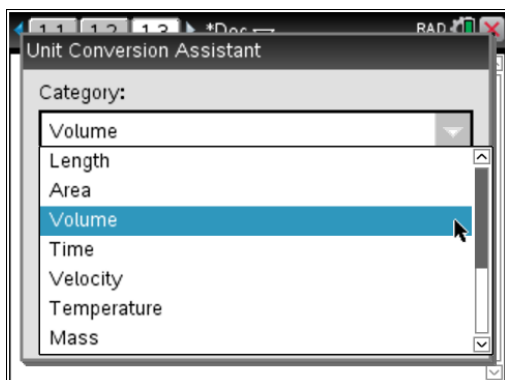 1.1 1.2 1.3 *Doc RAD
Unit Conversion Assistant
Category:
Volume
Length
Area
Volume
Time
Velocity
Temperature
Mass